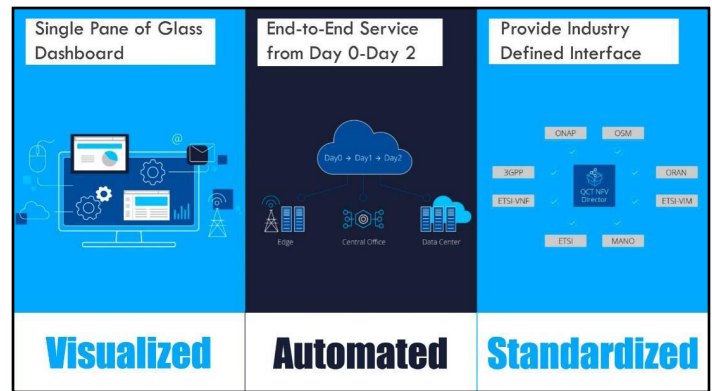 Single Pane of Glass
Dashboard
@
Visualized
End-to-End Service
from Day 0-Day 2
Day0 → Day1 → Day2
Edge
Central Office
Data Center
Automated
Provide Industry
Defined Interface
ONAP
OSM
3GPP
ORAN
QCT NFV
Director
ETSI-VNF
ETSI-VIM
ETSI
MANO
Standardized